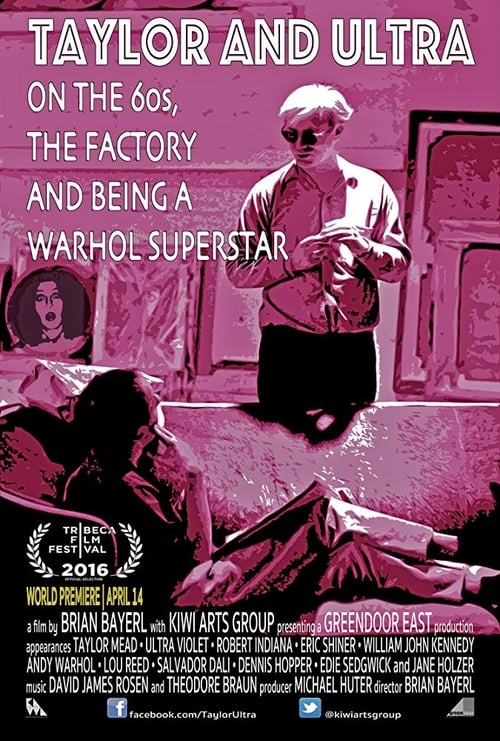 TAYLOR AND ULTRA
ON THE 60s,
THE FACTORY
AND BEING A
WARHOL SUPERSTAR
TRIBECA
FILM
FESTIVAL
2016
OFFICIAL SELECTION
WORLD PREMIERE | APRIL 14
a film by BRIAN BAYERL with KIWI ARTS GROUP presenting a GREENDOOR EAST production
appearances TAYLOR MEAD · ULTRA VIOLET · ROBERT INDIANA · ERIC SHINER · WILLIAM JOHN KENNEDY
ANDY WARHOL · LOU REED · SALVADOR DALI · DENNIS HOPPER · EDIE SEDGWICK and JANE HOLZER
music DAVID JAMES ROSEN and THEODORE BRAUN producer MICHAEL HUTER director BRIAN BAYERL
facebook.com/TaylorUltra
@kiwiartsgroup